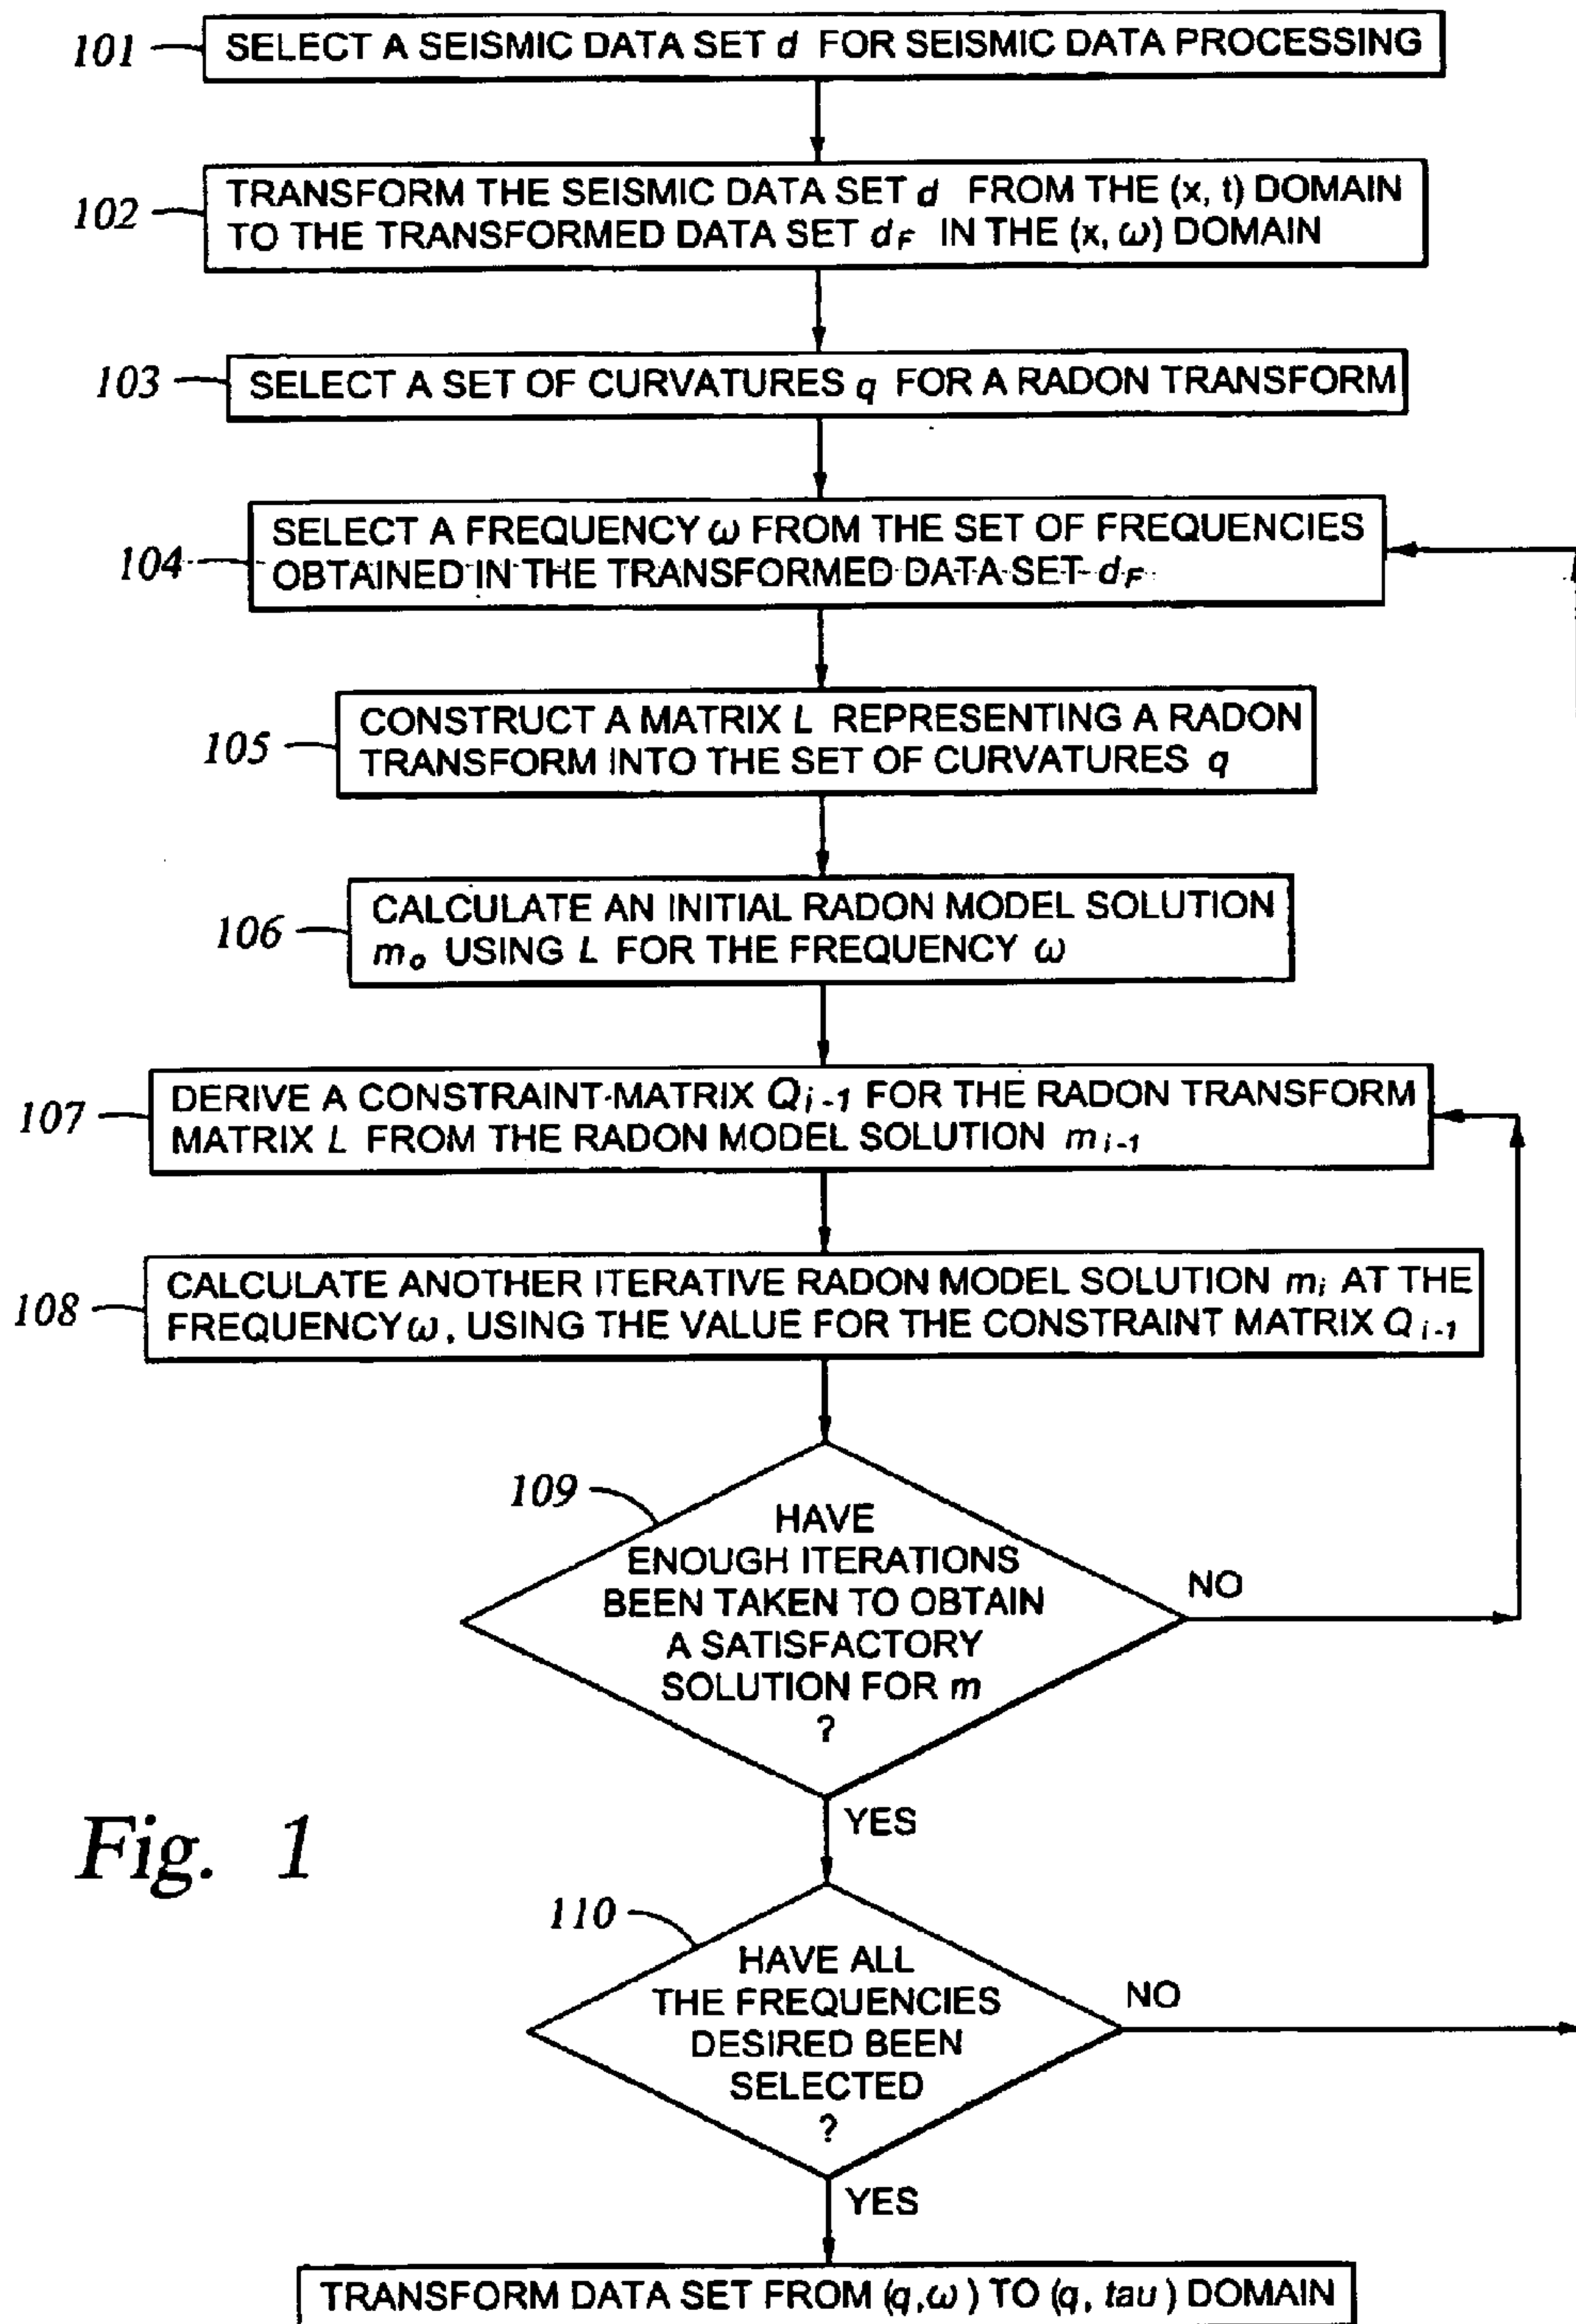 101 SELECT A SEISMIC DATA SET d FOR SEISMIC DATA PROCESSING
102 TRANSFORM THE SEISMIC DATA SET d FROM THE (x, t) DOMAIN
TO THE TRANSFORMED DATA SET dF IN THE (x, ω) DOMAIN
103 SELECT A SET OF CURVATURES q FOR A RADON TRANSFORM
104 SELECT A FREQUENCY ω FROM THE SET OF FREQUENCIES
OBTAINED IN THE TRANSFORMED DATA SET dF
105 CONSTRUCT A MATRIX L REPRESENTING A RADON
TRANSFORM INTO THE SET OF CURVATURES q
106 CALCULATE AN INITIAL RADON MODEL SOLUTION
mo USING L FOR THE FREQUENCY ω
107 DERIVE A CONSTRAINT MATRIX Qi-1 FOR THE RADON TRANSFORM
MATRIX L FROM THE RADON MODEL SOLUTION mi-1
108 CALCULATE ANOTHER ITERATIVE RADON MODEL SOLUTION mi AT THE
FREQUENCY ω, USING THE VALUE FOR THE CONSTRAINT MATRIX Qi-1
109
HAVE
ENOUGH ITERATIONS
BEEN TAKEN TO OBTAIN
A SATISFACTORY
SOLUTION FOR m
?
NO
YES
Fig. 1
110
HAVE ALL
THE FREQUENCIES
DESIRED BEEN
SELECTED
?
NO
YES
TRANSFORM DATA SET FROM (q,ω) TO (q, tau) DOMAIN